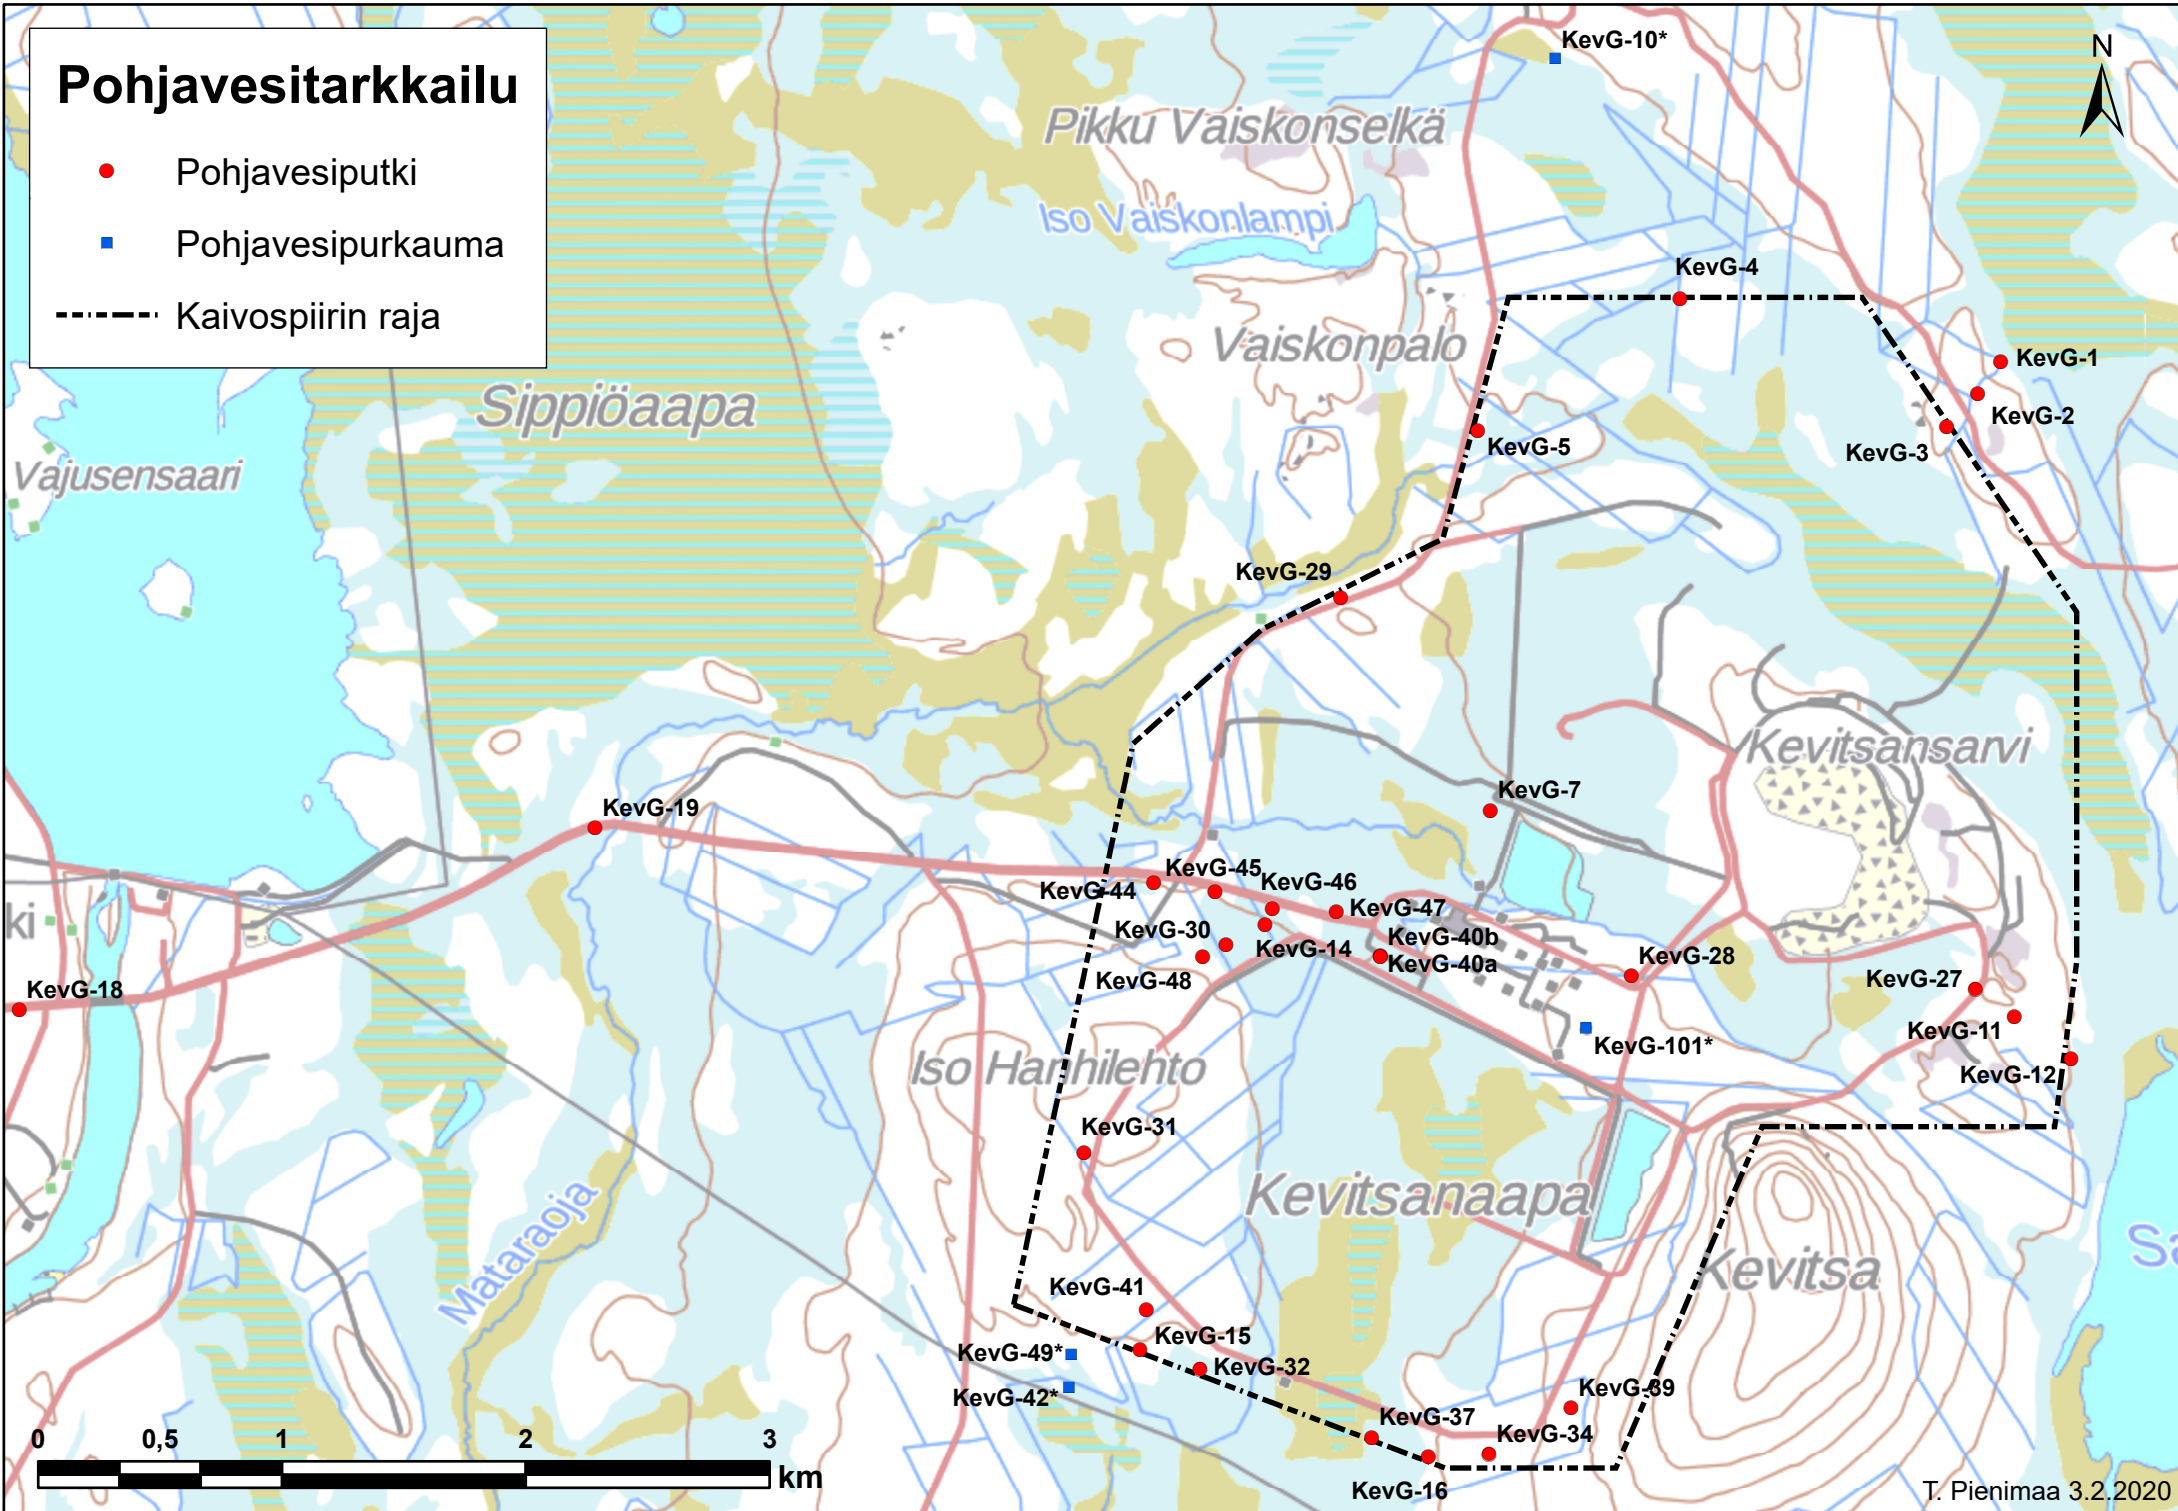 Pohjavesitarkkailu
Pohjavesiputki
Pohjavesipurkauma
Kaivospiirin raja
KevG-10*
N
Pikku Vaiskonselkä
Iso Vaiskonlampi
KevG-4
Vaiskonpalo
KevG-1
Sippiöaapa
KevG-2
KevG-5
KevG-3
Vajusensaari
KevG-29
Kevitsansarvi
KevG-7
KevG-19
KevG-45
KevG-44
KevG-46
KevG-47
ki
KevG-30
KevG-40b
KevG-14
KevG-40a
KevG-28
KevG-48
KevG-27
KevG-18
KevG-11
KevG-101*
Iso Hanhilehto
KevG-12
KevG-31
Kevitsanaapa
Mataraoja
Sa
Kevitsa
KevG-41
KevG-15
KevG-49*
KevG-32
KevG-42*
KevG-39
KevG-37
KevG-34
KevG-16
0 0,5 1 2 3
km
T. Pienimaa 3.2.2020